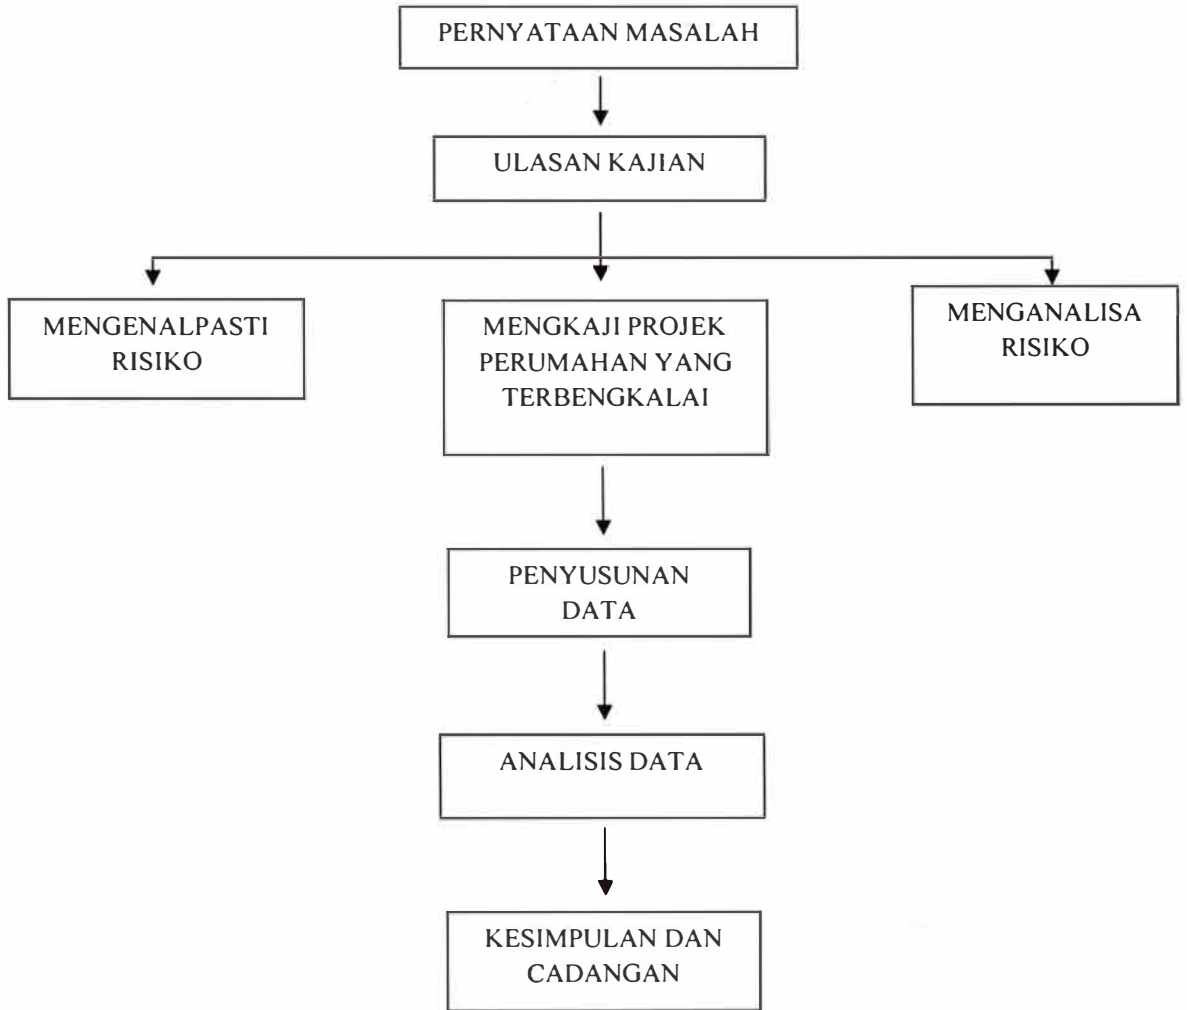 PERNYATAAN MASALAH
ULASAN KAJIAN
MENGENALPASTI
RISIKO
MENGKAJI PROJEK
PERUMAHAN YANG
TERBENGKALAI
MENGANALISA
RISIKO
PENYUSUNAN
DATA
ANALISIS DATA
KESIMPULAN DAN
CADANGAN